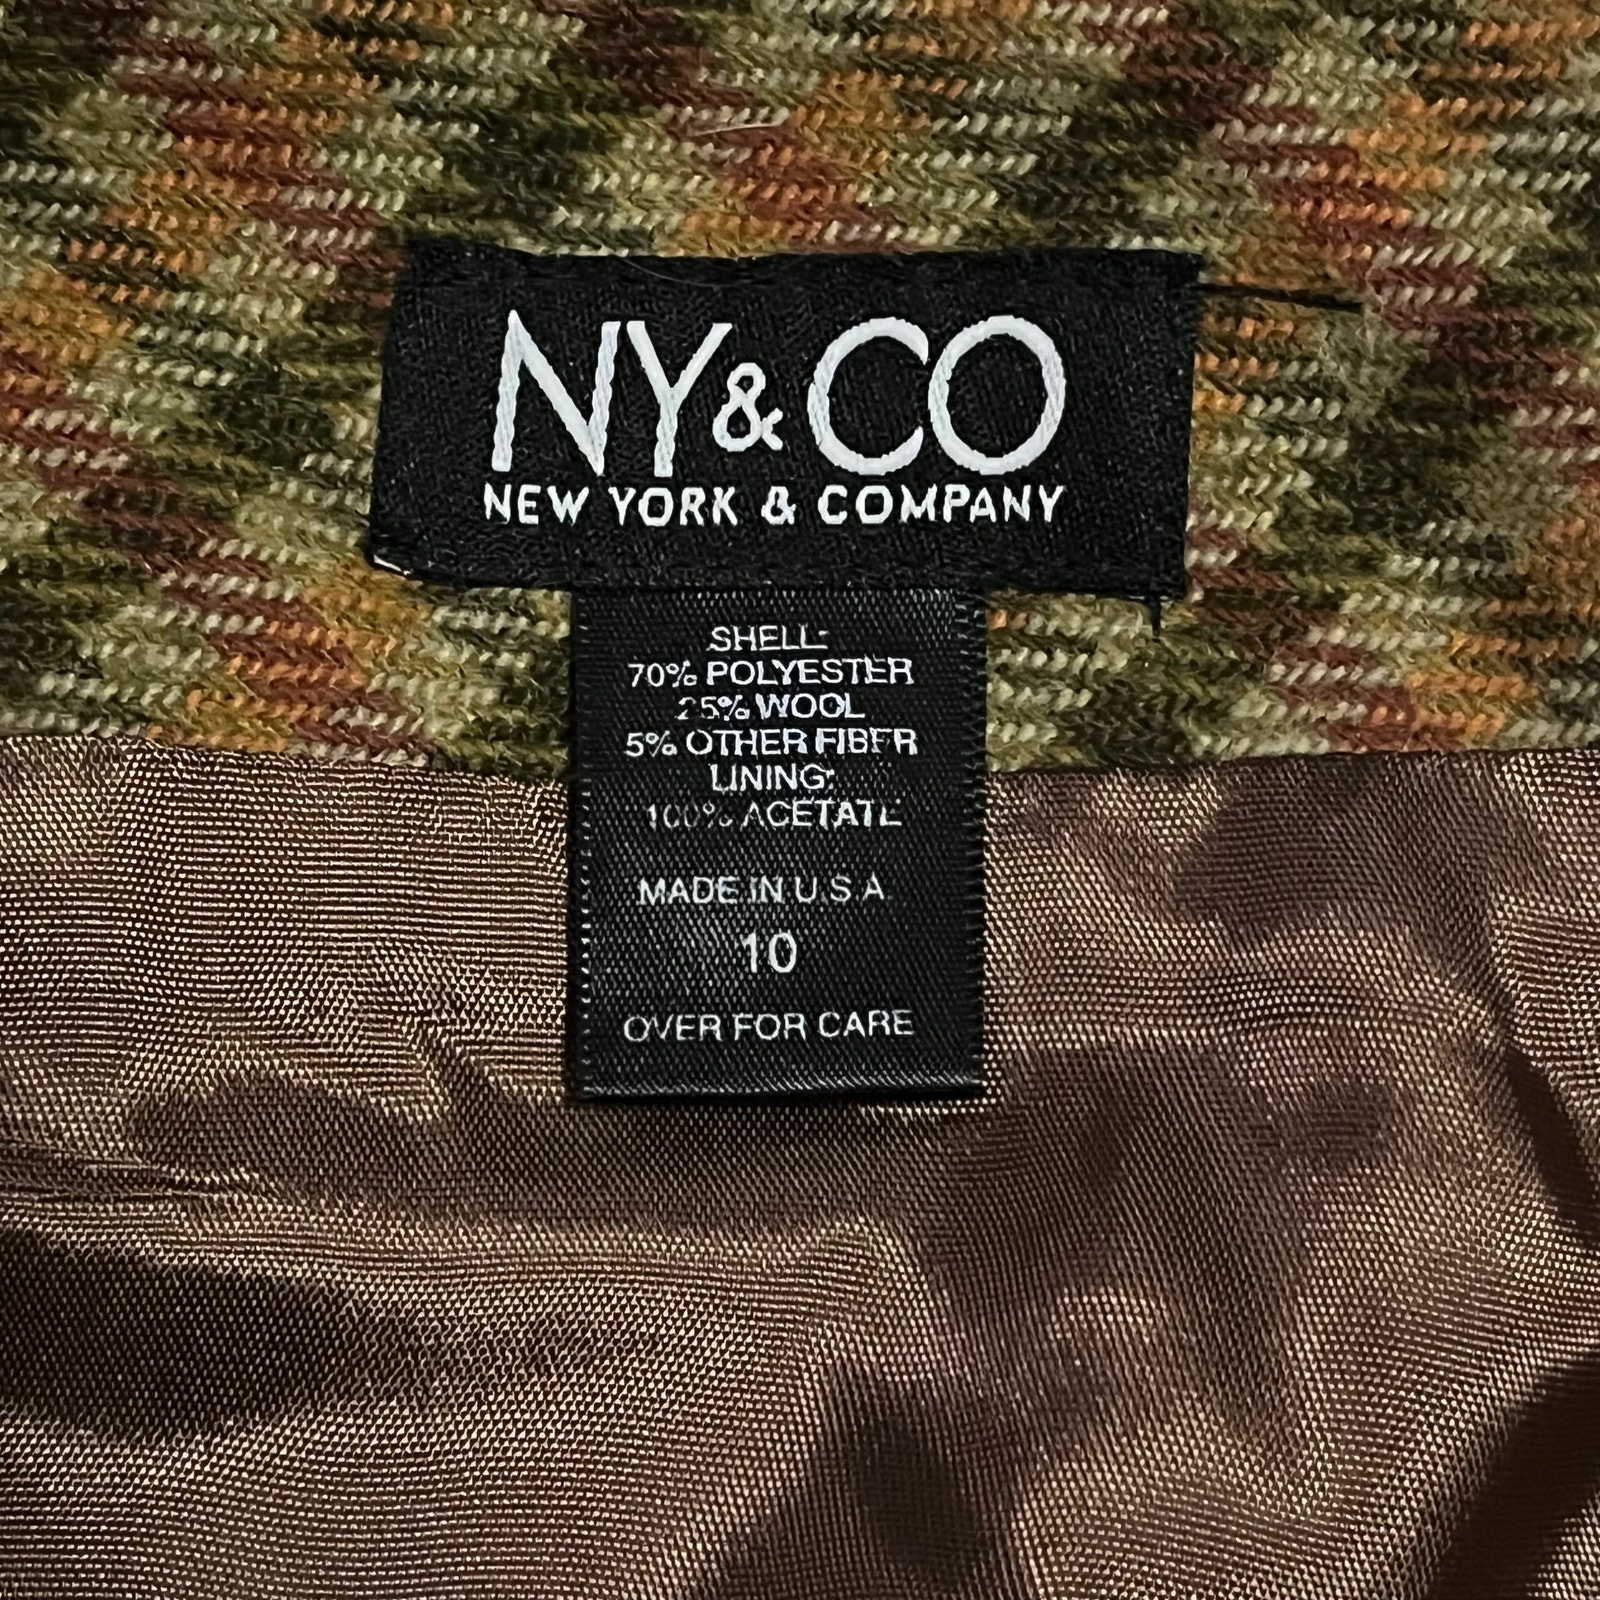 NY&CO
NEW YORK & COMPANY
SHELL:
70% POLYESTER
25% WOOL
5% OTHER FIBER
LINING:
100% ACETATE
MADE IN U.S.A.
10
OVER FOR CARE